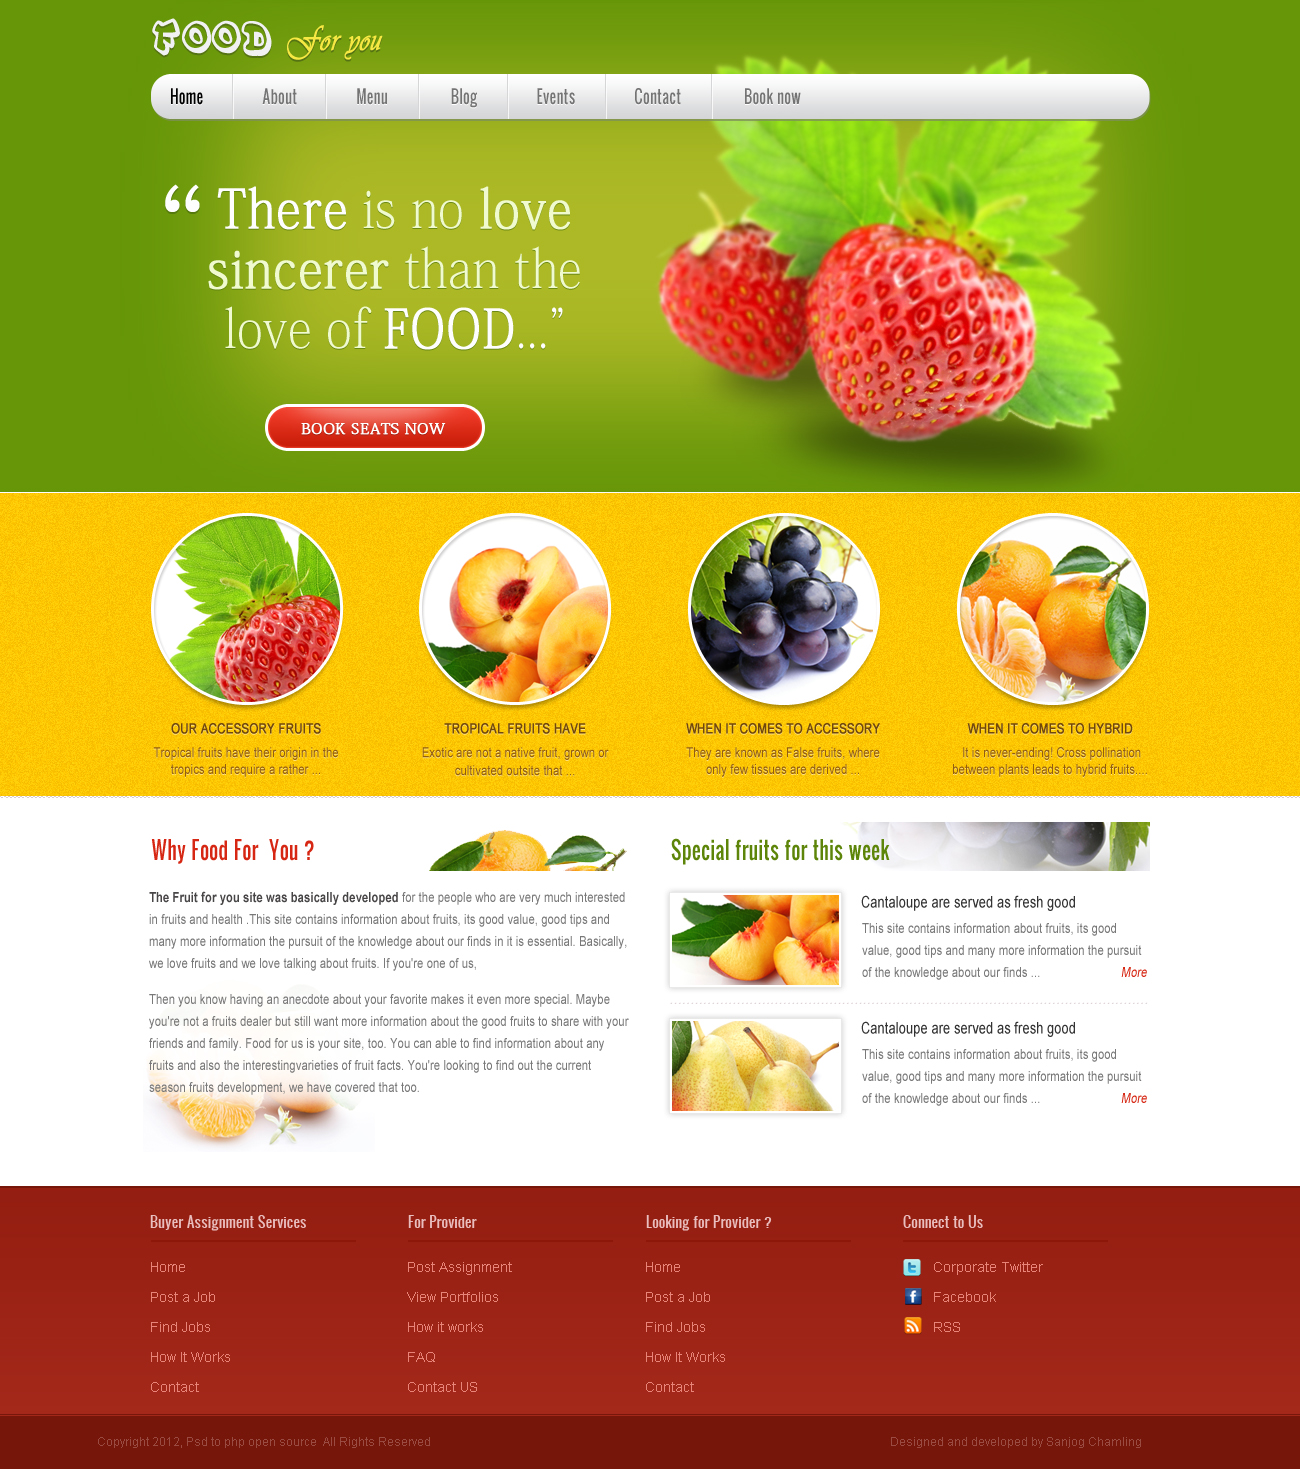 FOOD For you
Home About Menu Blog Events Contact Book now
“ There is no love
sincerer than the
love of FOOD...”
BOOK SEATS NOW
OUR ACCESSORY FRUITS
Tropical fruits have their origin in the
tropics and require a rather ...
TROPICAL FRUITS HAVE
Exotic are not a native fruit, grown or
cultivated outsite that ...
WHEN IT COMES TO ACCESSORY
They are known as False fruits, where
only few tissues are derived ...
WHEN IT COMES TO HYBRID
It is never-ending! Cross pollination
between plants leads to hybrid fruits....
Why Food For You ?
The Fruit for you site was basically developed for the people who are very much interested
in fruits and health .This site contains information about fruits, its good value, good tips and
many more information the pursuit of the knowledge about our finds in it is essential. Basically,
we love fruits and we love talking about fruits. If you're one of us,
Then you know having an anecdote about your favorite makes it even more special. Maybe
you're not a fruits dealer but still want more information about the good fruits to share with your
friends and family. Food for us is your site, too. You can able to find information about any
fruits and also the interestingvarieties of fruit facts. You're looking to find out the current
season fruits development, we have covered that too.
Special fruits for this week
Cantaloupe are served as fresh good
This site contains information about fruits, its good
value, good tips and many more information the pursuit
of the knowledge about our finds ... More
Cantaloupe are served as fresh good
This site contains information about fruits, its good
value, good tips and many more information the pursuit
of the knowledge about our finds ... More
Buyer Assignment Services
Home
Post a Job
Find Jobs
How It Works
Contact
For Provider
Post Assignment
View Portfolios
How it works
FAQ
Contact US
Looking for Provider ?
Home
Post a Job
Find Jobs
How It Works
Contact
Connect to Us
Corporate Twitter
Facebook
RSS
Copyright 2012, Psd to php open source All Rights Reserved
Designed and developed by Sanjog Chamling